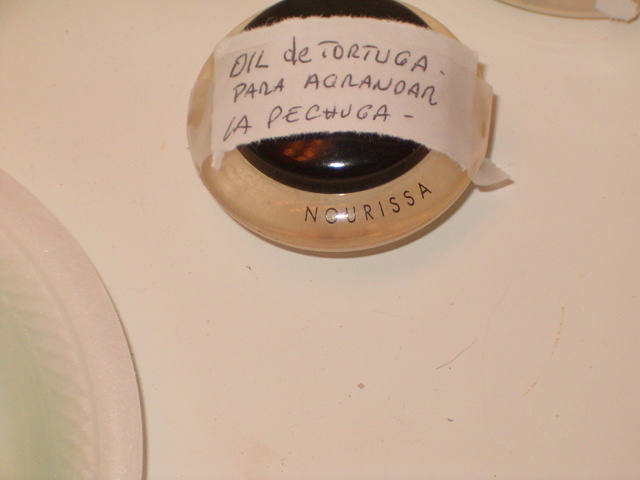 OIL de TORTUGA.
PARA AGRANDAR
LA PECHUGA -
NOURISSA